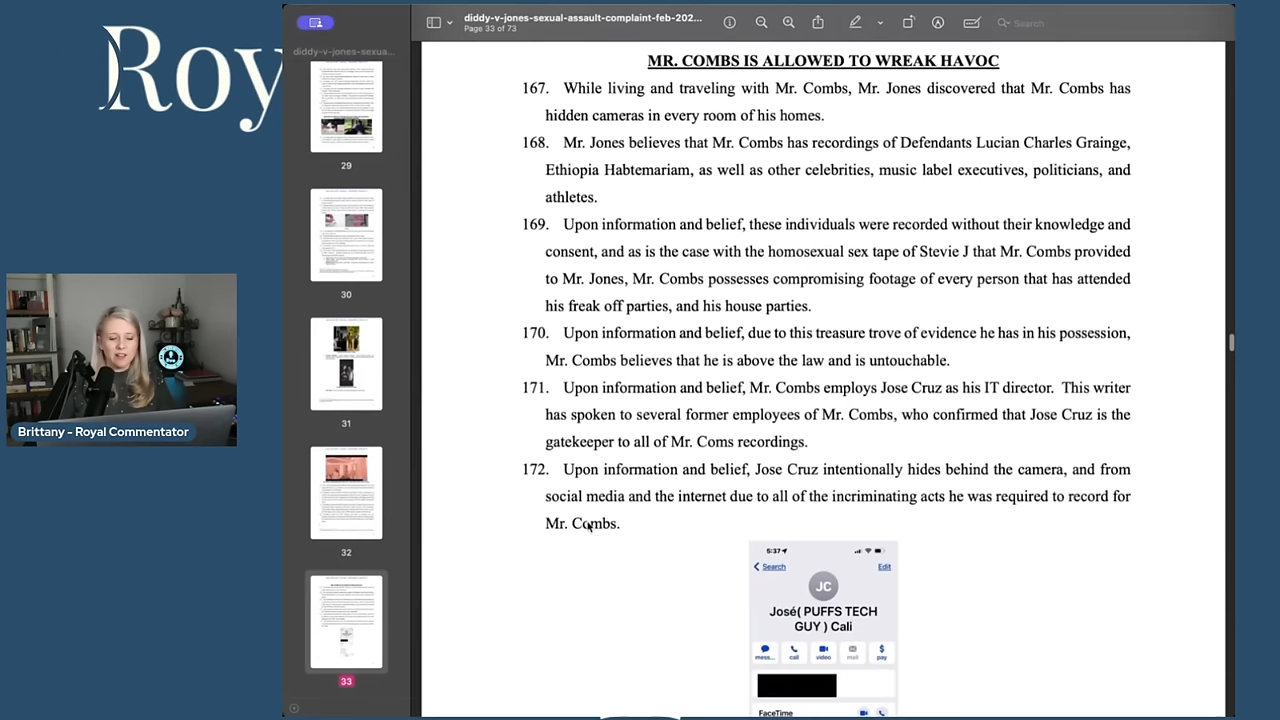 Roy
diddy-v-jones-sexua...
29
30
31
32
33
Brittany - Royal Commentator
diddy-v-jones-sexual-assault-complaint-feb-202...
Page 33 of 73
Search
MR. COMBS IS ALLOWED TO WREAK HAVOC
167. While living and traveling with Mr. Combs, Mr. Jones discovered that Mr. Combs has
hidden cameras in every room of his homes.
168. Mr. Jones believes that Mr. Combs has recordings of Defendants Lucian Charles Grainge,
Ethiopia Habtemariam, as well as other celebrities, music label executives, politicians, and
athletes.
169. Upon information and belief, these individuals were recorded without their knowledge and
consent. As is the case with the nonconsensual image of Stevie J that Mr. Combs provided
to Mr. Jones, Mr. Combs possesses compromising footage of every person that has attended
his freak off parties, and his house parties.
170. Upon information and belief, due to this treasure trove of evidence he has in his possession,
Mr. Combs believes that he is above the law and is untouchable.
171. Upon information and belief, Mr. Combs employs Jose Cruz as his IT director. This writer
has spoken to several former employees of Mr. Combs, who confirmed that Jose Cruz is the
gatekeeper to all of Mr. Coms recordings.
172. Upon information and belief, Jose Cruz intentionally hides behind the camera, and from
social media and the internet due to all of the incriminating acts he was required to record for
Mr. Combs.
5:37
Search
Edit
JC
Jose( PUFFSTECH
GUY ) Cali
mess...
call
video
mail
pay
FaceTime